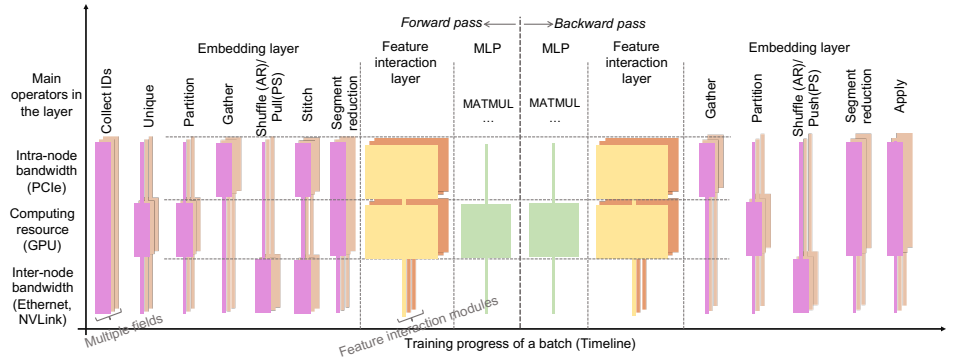 Forward pass
Backward pass
Embedding layer
Feature
interaction
layer
MLP
MLP
Feature
interaction
layer
Embedding layer
Main
operators in
the layer
Collect IDs
Unique
Partition
Gather
Shuffle (AR)/
Pull(PS)
Stitch
Segment
reduction
MATMUL
...
MATMUL
...
Gather
Partition
Shuffle (AR)/
Push(PS)
Segment
reduction
Apply
Intra-node
bandwidth
(PCIe)
Computing
resource
(GPU)
Inter-node
bandwidth
(Ethernet,
NVLink)
Multiple fields
Feature interaction modules
Training progress of a batch (Timeline)